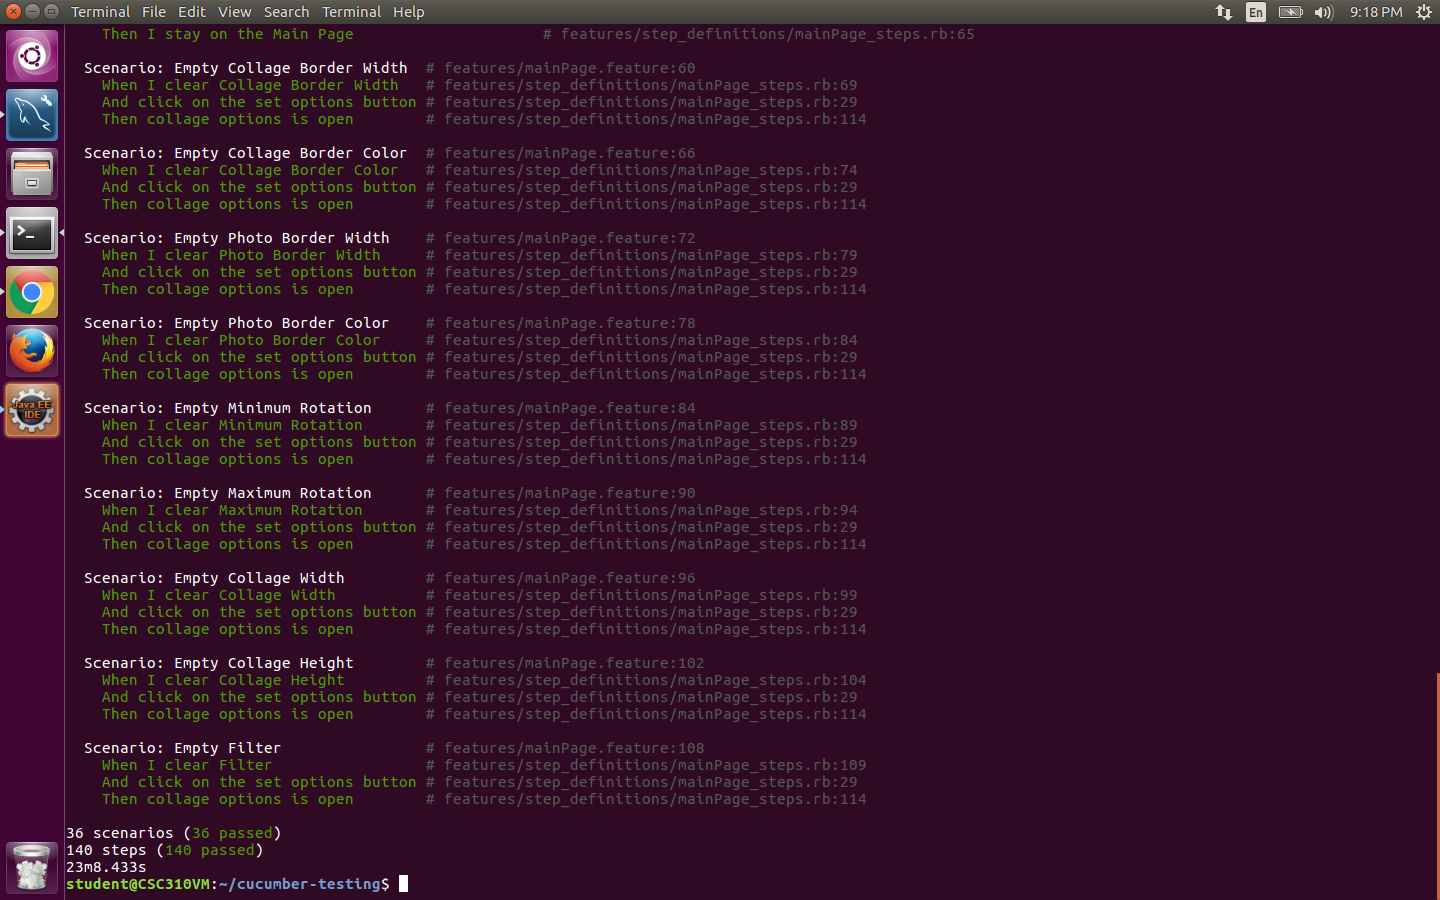 Terminal File Edit View Search Terminal Help En 9:18 PM
Then I stay on the Main Page # features/step_definitions/mainPage_steps.rb:65
Scenario: Empty Collage Border Width # features/mainPage.feature:60
When I clear Collage Border Width # features/step_definitions/mainPage_steps.rb:69
And click on the set options button # features/step_definitions/mainPage_steps.rb:29
Then collage options is open # features/step_definitions/mainPage_steps.rb:114
Scenario: Empty Collage Border Color # features/mainPage.feature:66
When I clear Collage Border Color # features/step_definitions/mainPage_steps.rb:74
And click on the set options button # features/step_definitions/mainPage_steps.rb:29
Then collage options is open # features/step_definitions/mainPage_steps.rb:114
Scenario: Empty Photo Border Width # features/mainPage.feature:72
When I clear Photo Border Width # features/step_definitions/mainPage_steps.rb:79
And click on the set options button # features/step_definitions/mainPage_steps.rb:29
Then collage options is open # features/step_definitions/mainPage_steps.rb:114
Scenario: Empty Photo Border Color # features/mainPage.feature:78
When I clear Photo Border Color # features/step_definitions/mainPage_steps.rb:84
And click on the set options button # features/step_definitions/mainPage_steps.rb:29
Then collage options is open # features/step_definitions/mainPage_steps.rb:114
Scenario: Empty Minimum Rotation # features/mainPage.feature:84
When I clear Minimum Rotation # features/step_definitions/mainPage_steps.rb:89
And click on the set options button # features/step_definitions/mainPage_steps.rb:29
Then collage options is open # features/step_definitions/mainPage_steps.rb:114
Java EE
IDE
Scenario: Empty Maximum Rotation # features/mainPage.feature:90
When I clear Maximum Rotation # features/step_definitions/mainPage_steps.rb:94
And click on the set options button # features/step_definitions/mainPage_steps.rb:29
Then collage options is open # features/step_definitions/mainPage_steps.rb:114
Scenario: Empty Collage Width # features/mainPage.feature:96
When I clear Collage Width # features/step_definitions/mainPage_steps.rb:99
And click on the set options button # features/step_definitions/mainPage_steps.rb:29
Then collage options is open # features/step_definitions/mainPage_steps.rb:114
Scenario: Empty Collage Height # features/mainPage.feature:102
When I clear Collage Height # features/step_definitions/mainPage_steps.rb:104
And click on the set options button # features/step_definitions/mainPage_steps.rb:29
Then collage options is open # features/step_definitions/mainPage_steps.rb:114
Scenario: Empty Filter # features/mainPage.feature:108
When I clear Filter # features/step_definitions/mainPage_steps.rb:109
And click on the set options button # features/step_definitions/mainPage_steps.rb:29
Then collage options is open # features/step_definitions/mainPage_steps.rb:114
36 scenarios (36 passed)
140 steps (140 passed)
23m8.433s
student@CSC310VM:~/cucumber-testing$